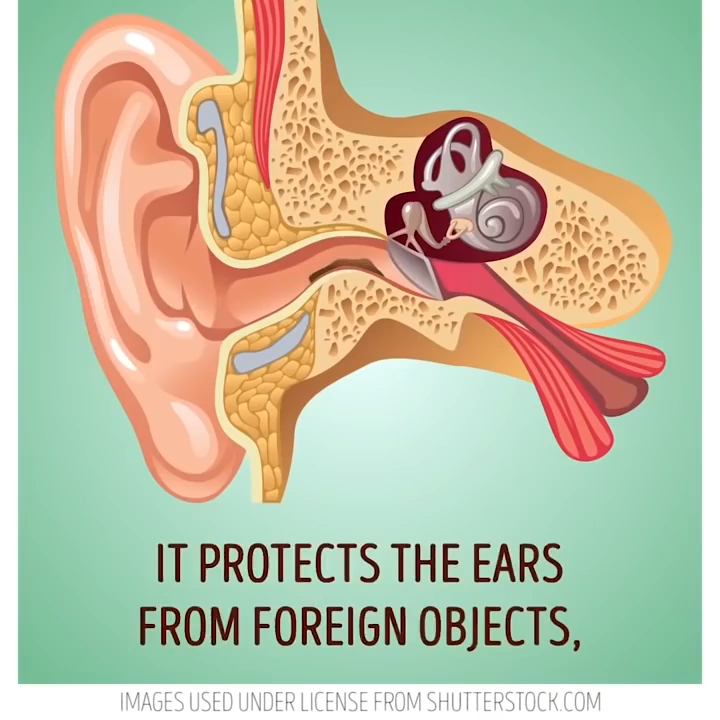 IT PROTECTS THE EARS
FROM FOREIGN OBJECTS,
IMAGES USED UNDER LICENSE FROM SHUTTERSTOCK.COM